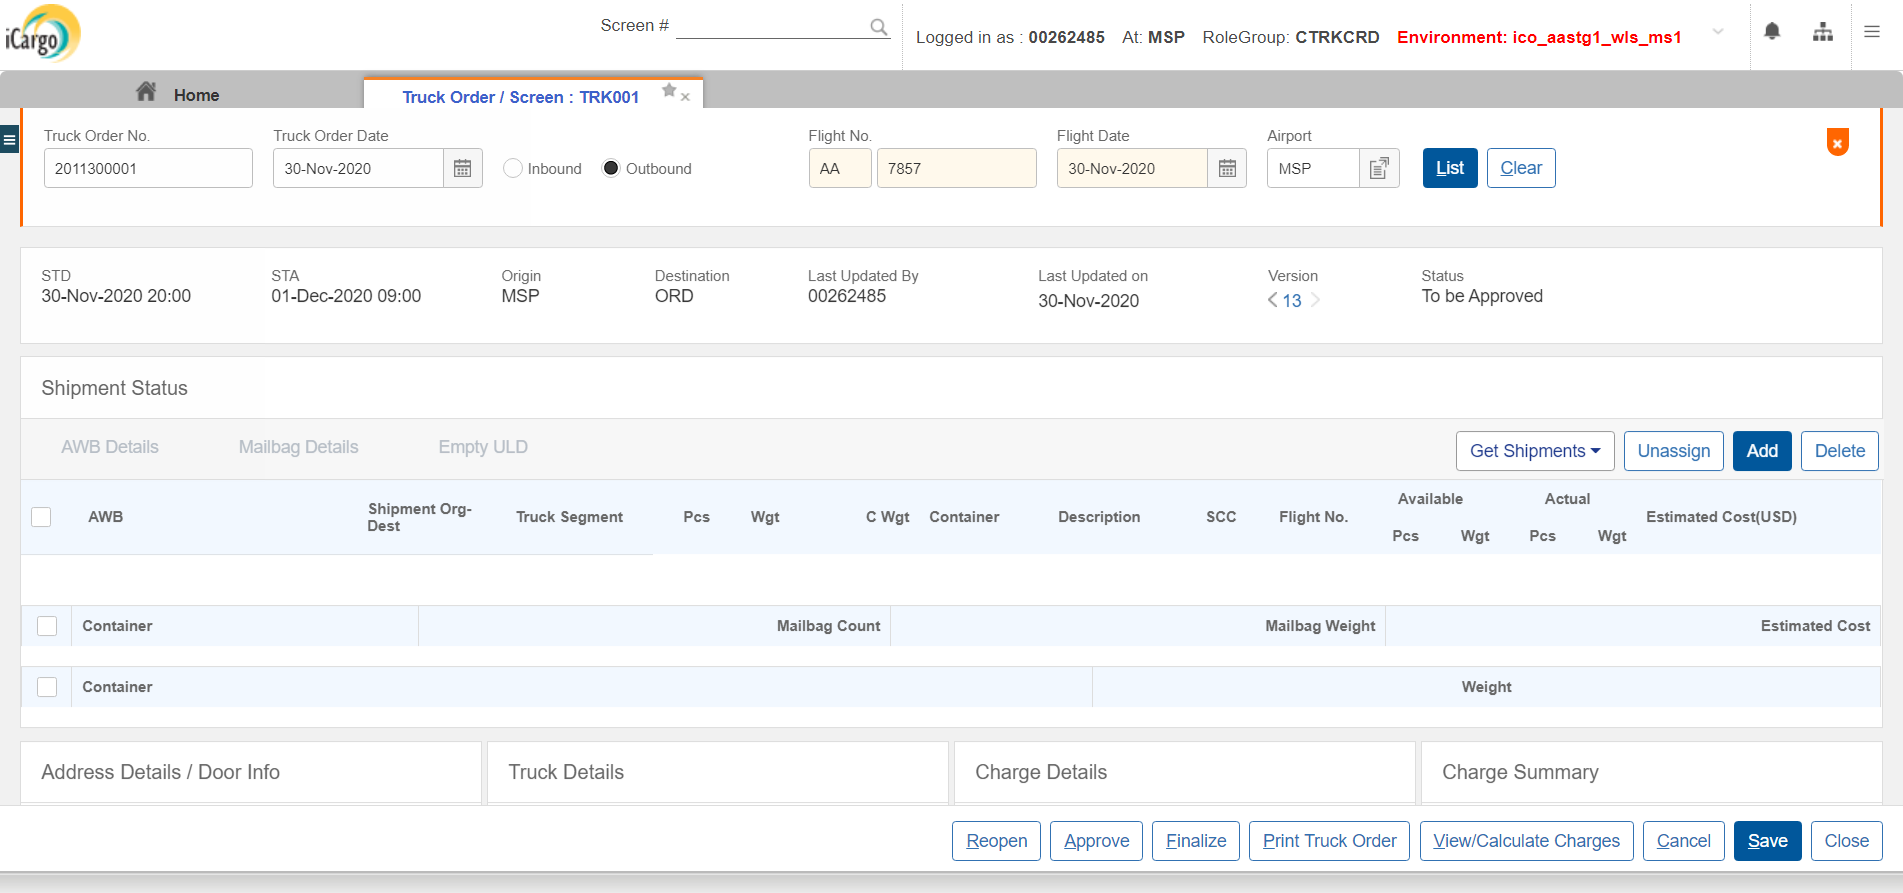 iCargo
Screen #
Logged in as : 00262485 At: MSP RoleGroup: CTRKCRD Environment: ico_aastg1_wls_ms1
Home
Truck Order / Screen : TRK001
Truck Order No. Truck Order Date Flight No. Flight Date Airport
2011300001 30-Nov-2020 Inbound Outbound AA 7857 30-Nov-2020 MSP List Clear
STD STA Origin Destination Last Updated By Last Updated on Version Status
30-Nov-2020 20:00 01-Dec-2020 09:00 MSP ORD 00262485 30-Nov-2020 13 To be Approved
Shipment Status
AWB Details Mailbag Details Empty ULD Get Shipments Unassign Add Delete
AWB Shipment Org-Dest Truck Segment Pcs Wgt C Wgt Container Description SCC Flight No. Available Actual Estimated Cost(USD)
Pcs Wgt Pcs Wgt
Container Mailbag Count Mailbag Weight Estimated Cost
Container Weight
Address Details / Door Info Truck Details Charge Details Charge Summary
Reopen Approve Finalize Print Truck Order View/Calculate Charges Cancel Save Close